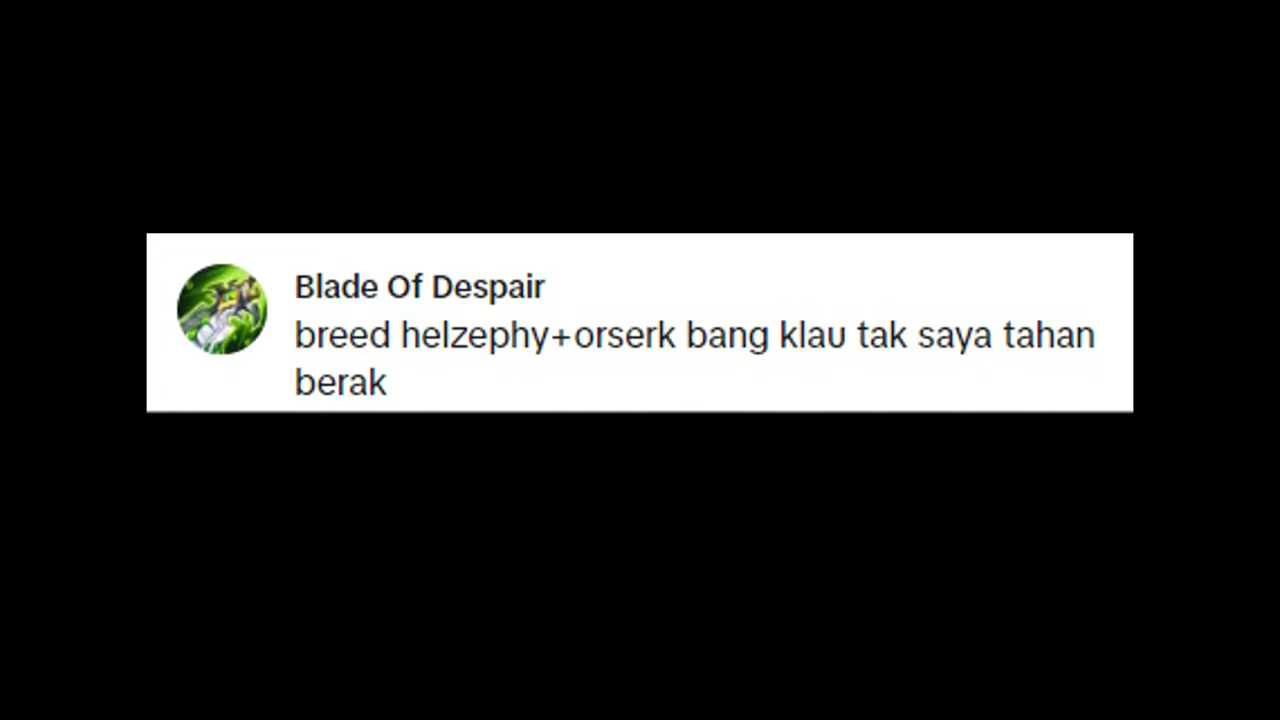 Blade Of Despair
breed helzephy+orserk bang klau tak saya tahan
berak